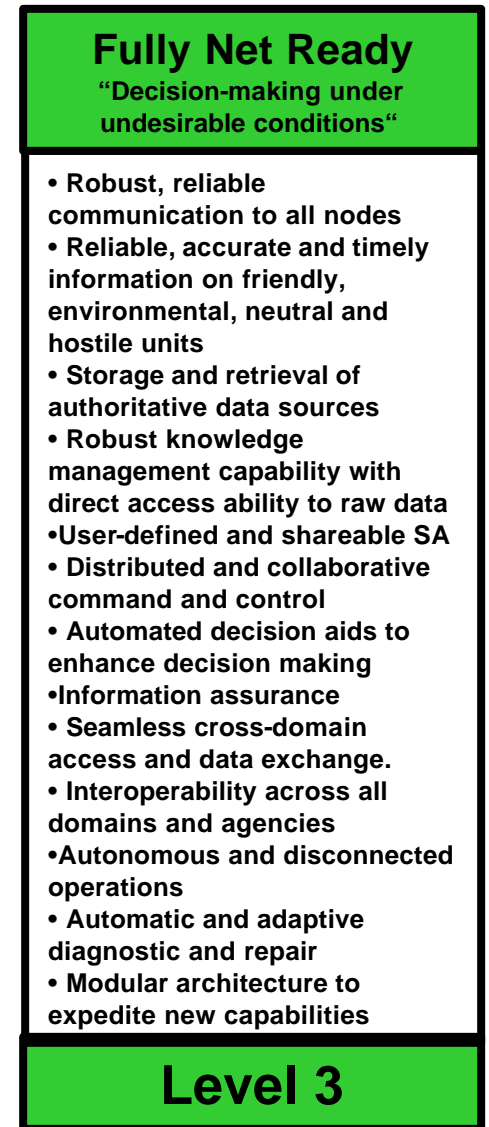 Fully Net Ready
“Decision-making under
undesirable conditions“
• Robust, reliable
communication to all nodes
• Reliable, accurate and timely
information on friendly,
environmental, neutral and
hostile units
• Storage and retrieval of
authoritative data sources
• Robust knowledge
management capability with
direct access ability to raw data
•User-defined and shareable SA
• Distributed and collaborative
command and control
• Automated decision aids to
enhance decision making
•Information assurance
• Seamless cross-domain
access and data exchange.
• Interoperability across all
domains and agencies
•Autonomous and disconnected
operations
• Automatic and adaptive
diagnostic and repair
• Modular architecture to
expedite new capabilities
Level 3